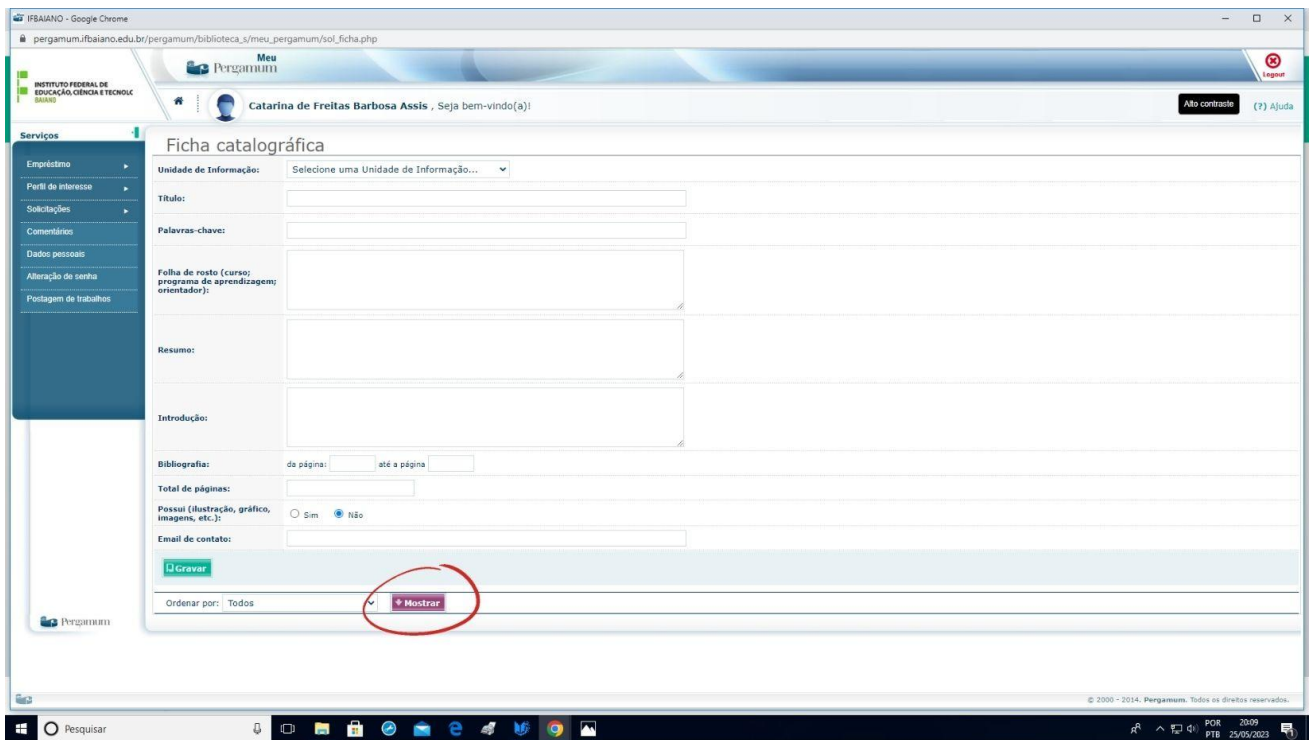 IFBAIANO - Google Chrome
pergamum.ifbaiano.edu.br/pergamum/biblioteca_s/meu_pergamum/sol_ficha.php
INSTITUTO FEDERAL DE
EDUCAÇÃO, CIÊNCIA E TECNOLC
BAIANO
Meu
Pergamum
Logout
Catarina de Freitas Barbosa Assis , Seja bem-vindo(a)!
Alto contraste
(?) Ajuda
Serviços
Empréstimo
Perfil de interesse
Solicitações
Comentários
Dados pessoais
Alteração de senha
Postagem de trabalhos
Pergamum
Ficha catalográfica
Unidade de Informação: Selecione uma Unidade de Informação...
Título:
Palavras-chave:
Folha de rosto (curso;
programa de aprendizagem;
orientador):
Resumo:
Introdução:
Bibliografia: da página: até a página
Total de páginas:
Possui (ilustração, gráfico,
imagens, etc.): Sim Não
Email de contato:
Gravar
Ordenar por: Todos Mostrar
© 2000 - 2014. Pergamum. Todos os direitos reservados.
Pesquisar
POR 20:09
PTB 25/05/2023